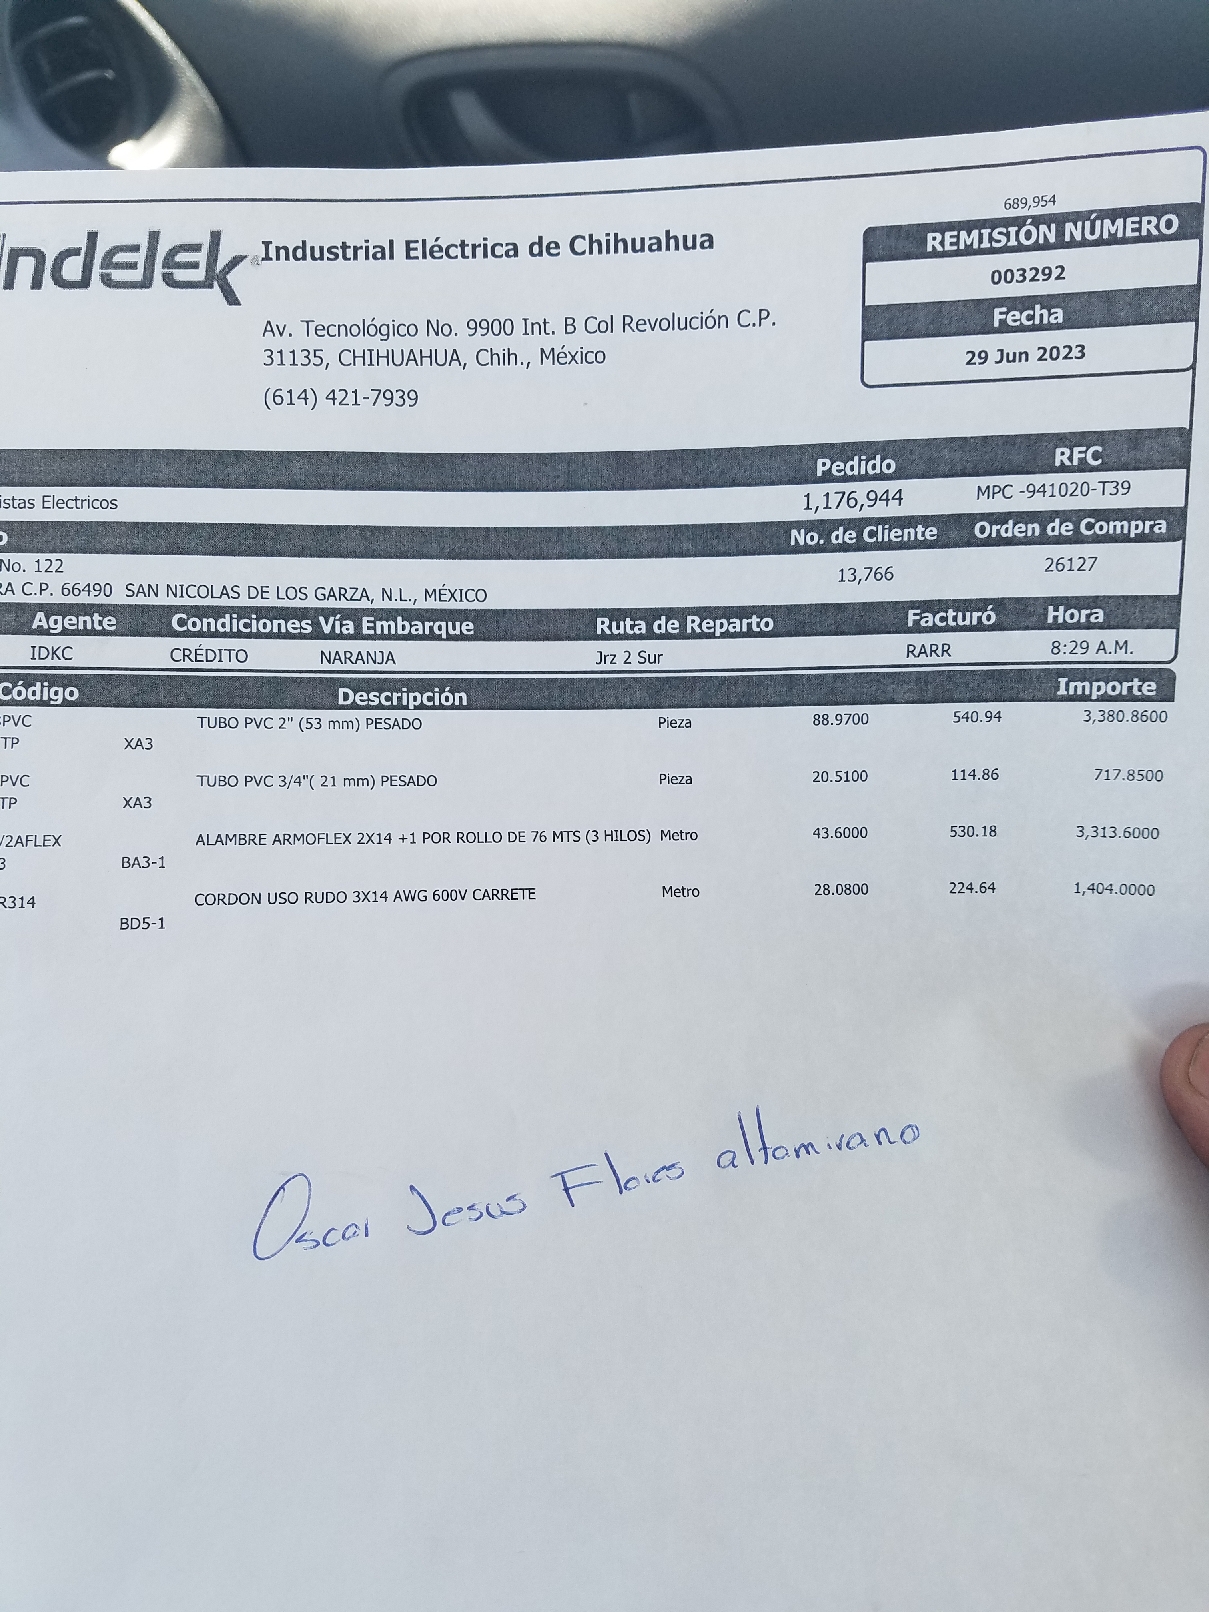 689,954
Indelek Industrial Eléctrica de Chihuahua
REMISIÓN NÚMERO
003292
Fecha
29 Jun 2023
Av. Tecnológico No. 9900 Int. B Col Revolución C.P.
31135, CHIHUAHUA, Chih., México
(614) 421-7939
Pedido RFC
istas Electricos 1,176,944 MPC -941020-T39
No. de Cliente Orden de Compra
No. 122 13,766 26127
RA C.P. 66490 SAN NICOLAS DE LOS GARZA, N.L., MÉXICO
Agente Condiciones Vía Embarque Ruta de Reparto Facturó Hora
IDKC CRÉDITO NARANJA Jrz 2 Sur RARR 8:29 A.M.
Código Descripción Importe
PVC TUBO PVC 2" (53 mm) PESADO Pieza 88.9700 540.94 3,380.8600
TP XA3
PVC TUBO PVC 3/4"( 21 mm) PESADO Pieza 20.5100 114.86 717.8500
TP XA3
/2AFLEX ALAMBRE ARMOFLEX 2X14 +1 POR ROLLO DE 76 MTS (3 HILOS) Metro 43.6000 530.18 3,313.6000
3 BA3-1
R314 CORDON USO RUDO 3X14 AWG 600V CARRETE Metro 28.0800 224.64 1,404.0000
BD5-1
Oscar Jesus Flores altamirano